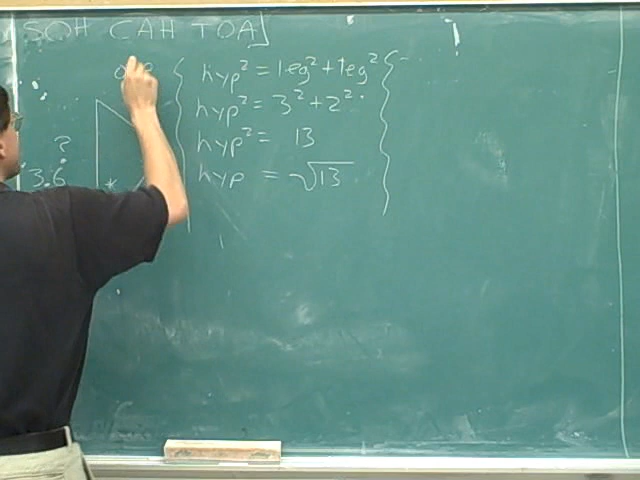 SOH CAH TOA
hyp² = leg² + leg²
hyp² = 3² + 2²
hyp² = 13
?
3.6
hyp = √13